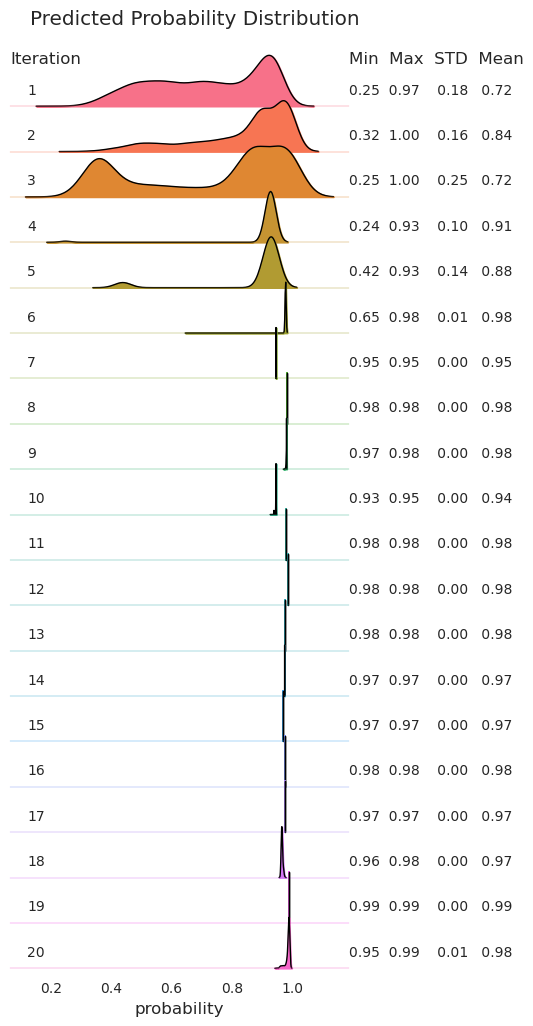 Predicted Probability Distribution
Iteration Min Max STD Mean
1 0.25 0.97 0.18 0.72
2 0.32 1.00 0.16 0.84
3 0.25 1.00 0.25 0.72
4 0.24 0.93 0.10 0.91
5 0.42 0.93 0.14 0.88
6 0.65 0.98 0.01 0.98
7 0.95 0.95 0.00 0.95
8 0.98 0.98 0.00 0.98
9 0.97 0.98 0.00 0.98
10 0.93 0.95 0.00 0.94
11 0.98 0.98 0.00 0.98
12 0.98 0.98 0.00 0.98
13 0.98 0.98 0.00 0.98
14 0.97 0.97 0.00 0.97
15 0.97 0.97 0.00 0.97
16 0.98 0.98 0.00 0.98
17 0.97 0.97 0.00 0.97
18 0.96 0.98 0.00 0.97
19 0.99 0.99 0.00 0.99
20 0.95 0.99 0.01 0.98
0.2 0.4 0.6 0.8 1.0
probability